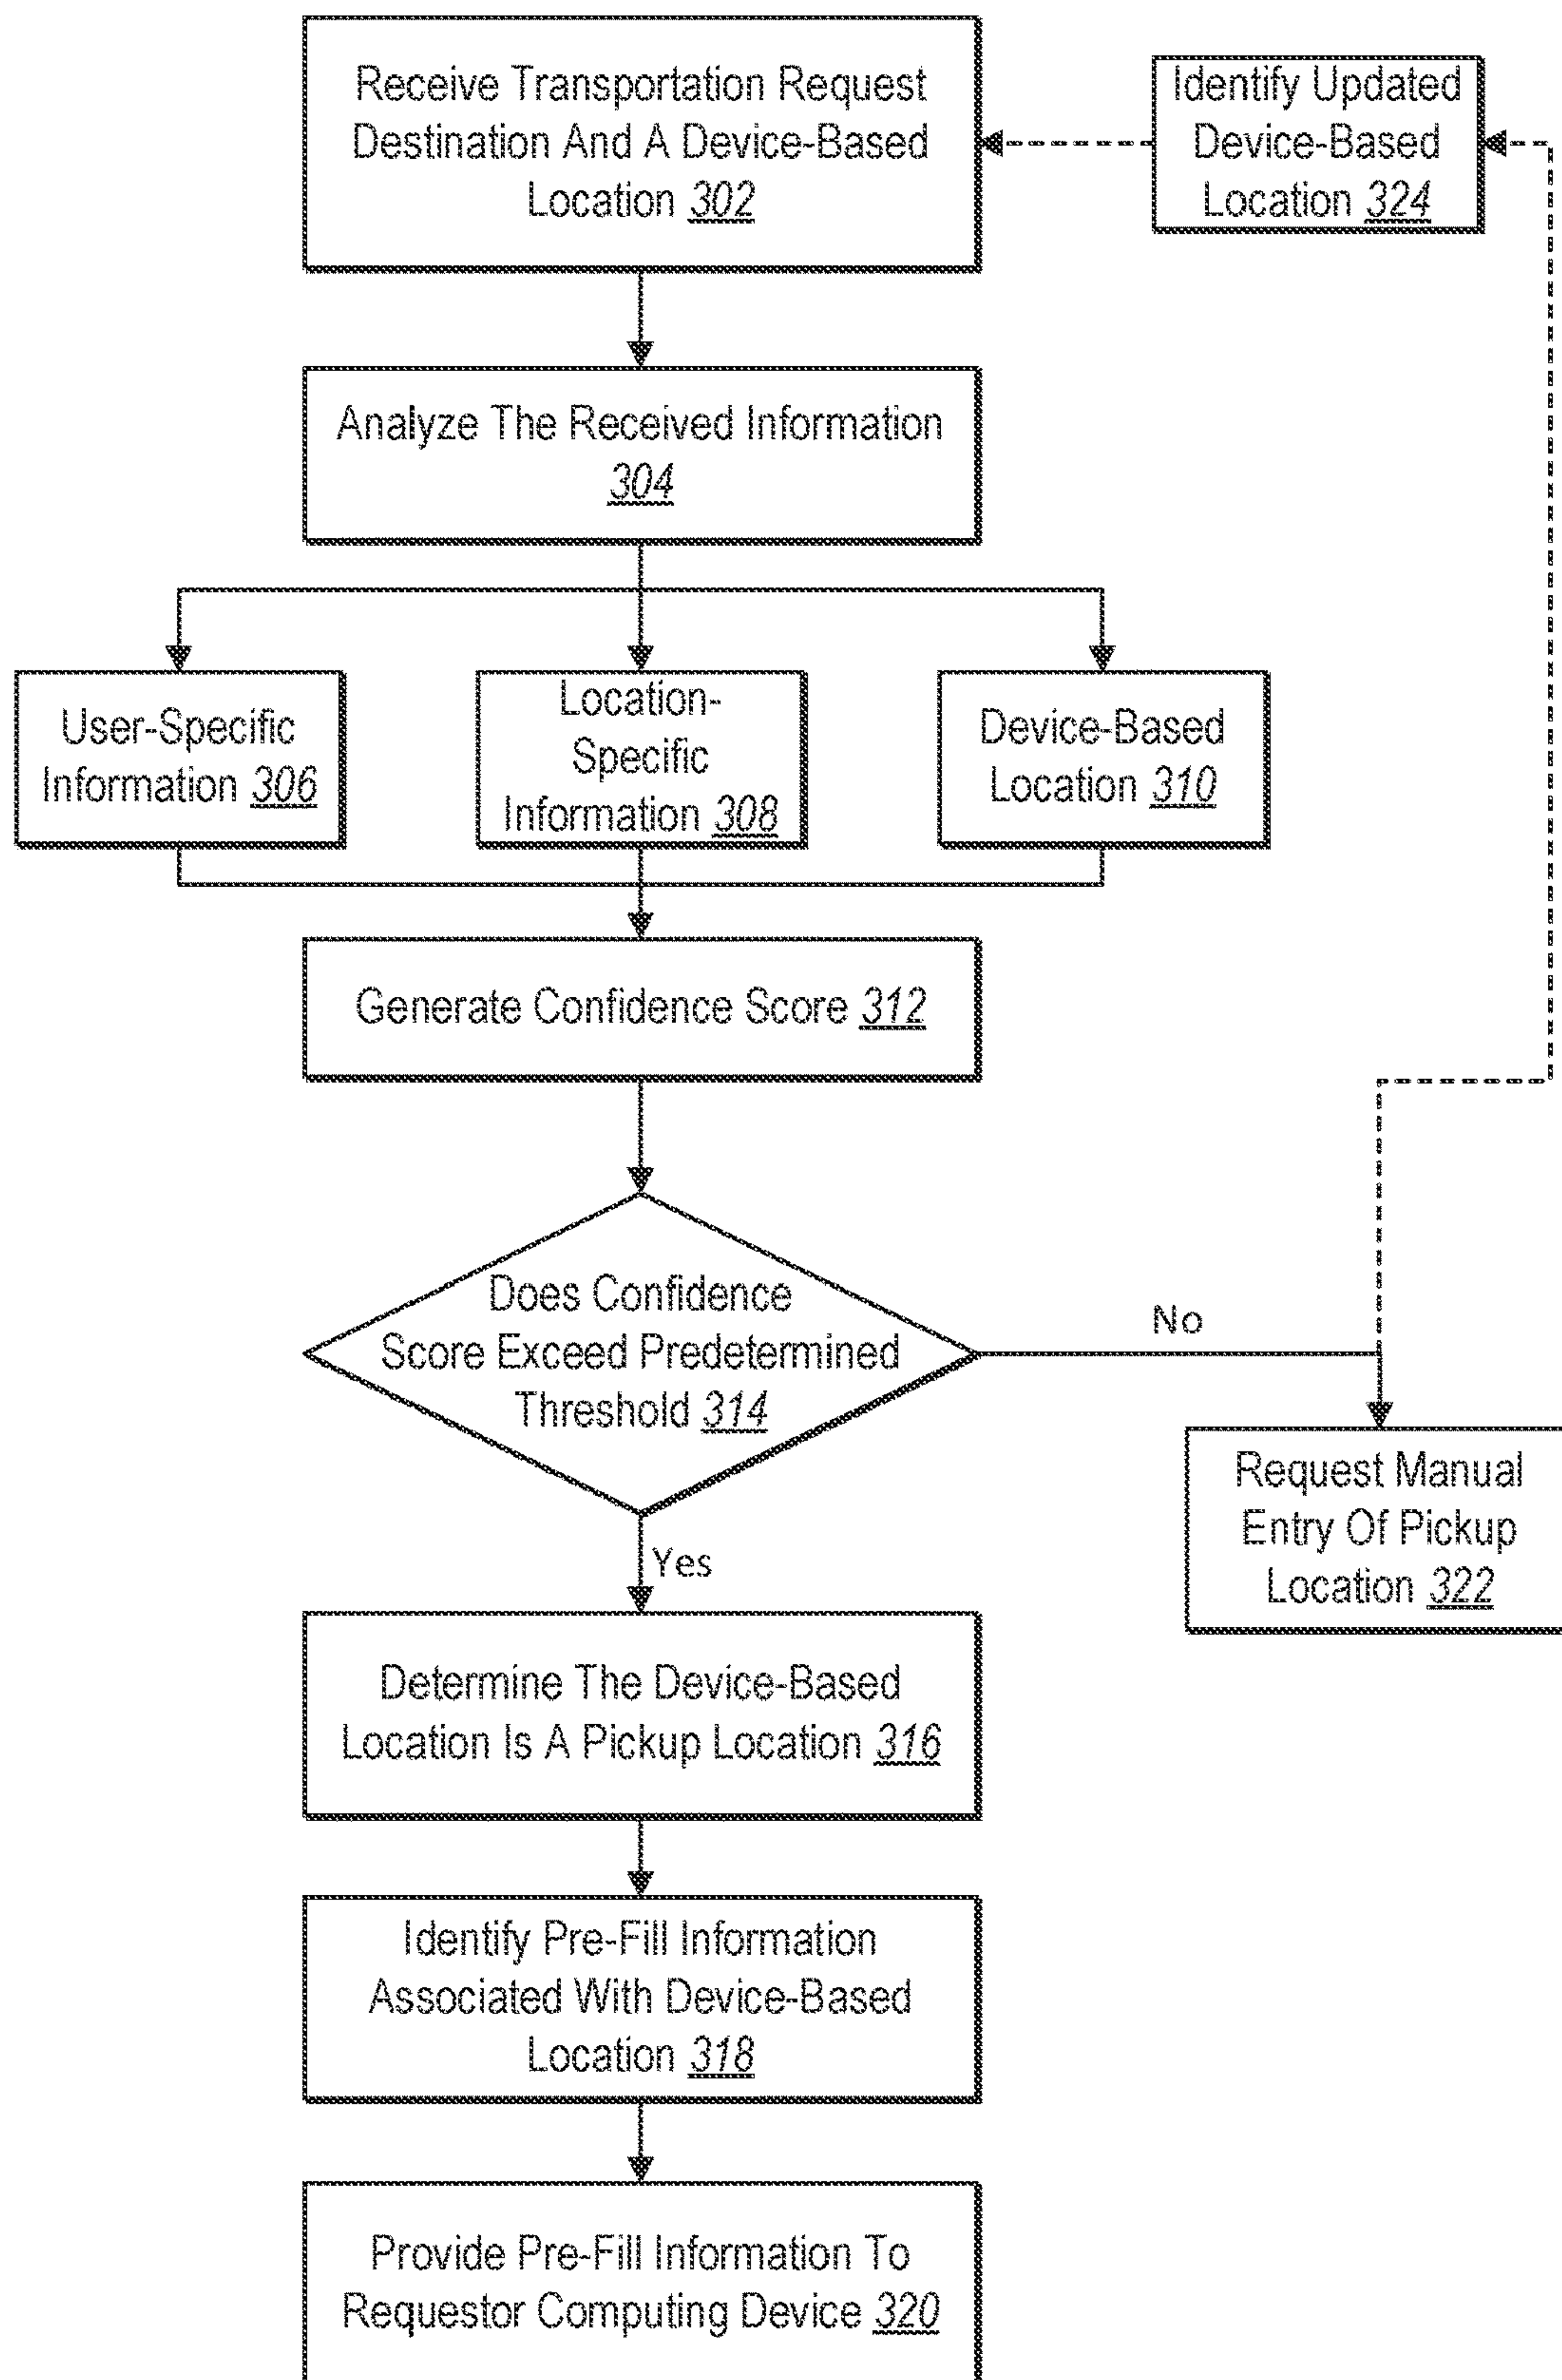 Receive Transportation Request
Destination And A Device-Based
Location 302
Identify Updated
Device-Based
Location 324
Analyze The Received Information
304
User-Specific
Information 306
Location-
Specific
Information 308
Device-Based
Location 310
Generate Confidence Score 312
Does Confidence
Score Exceed Predetermined
Threshold 314
No
Yes
Request Manual
Entry Of Pickup
Location 322
Determine The Device-Based
Location Is A Pickup Location 316
Identify Pre-Fill Information
Associated With Device-Based
Location 318
Provide Pre-Fill Information To
Requestor Computing Device 320